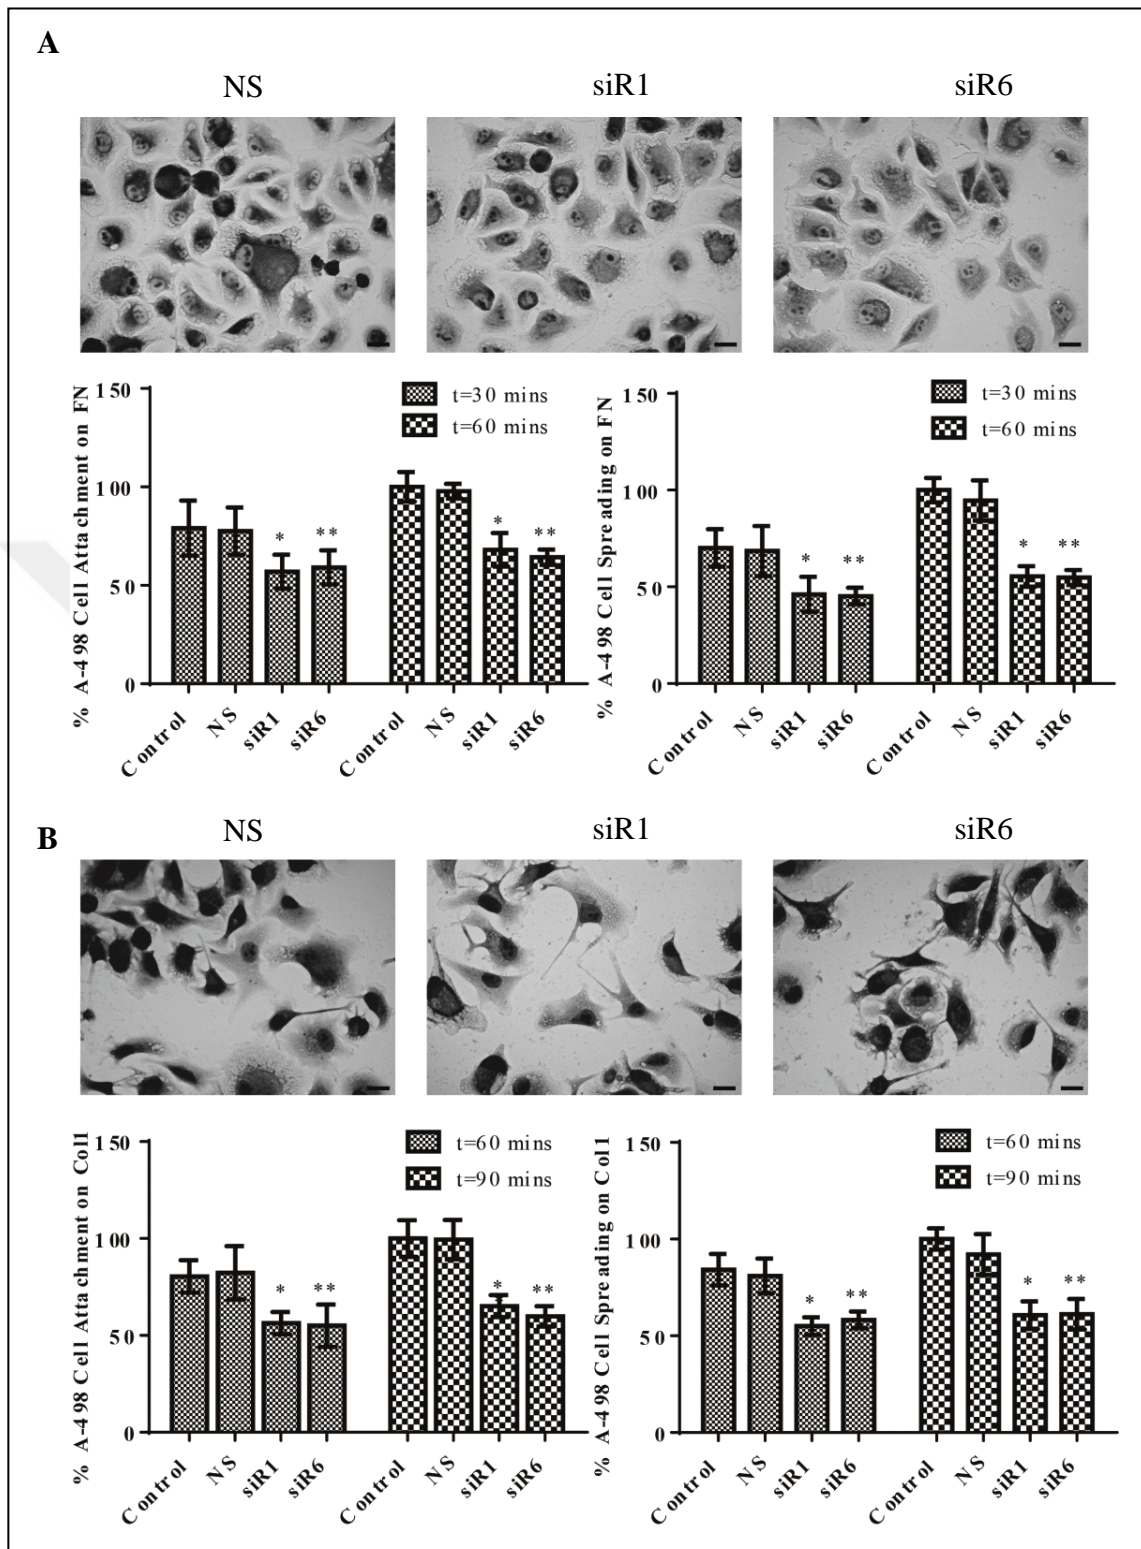 A
NS siR1 siR6
% A-498 Cell Attachment on FN
150
100
50
0
t=30 mins
t=60 mins
* ** * **
Control NS siR1 siR6 Control NS siR1 siR6
% A-498 Cell Spreading on FN
150
100
50
0
t=30 mins
t=60 mins
* ** * **
Control NS siR1 siR6 Control NS siR1 siR6
B
NS siR1 siR6
% A-498 Cell Attachment on Col1
150
100
50
0
t=60 mins
t=90 mins
* ** * **
Control NS siR1 siR6 Control NS siR1 siR6
% A-498 Cell Spreading on Col1
150
100
50
0
t=60 mins
t=90 mins
* ** * **
Control NS siR1 siR6 Control NS siR1 siR6